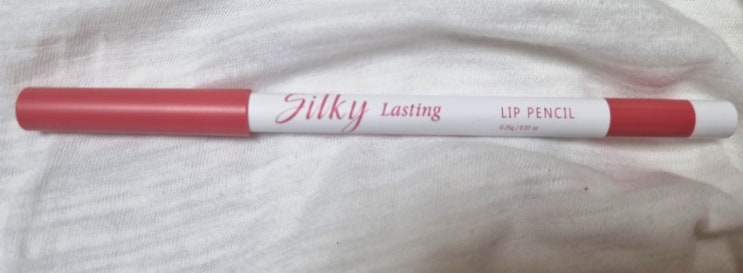 Silky Lasting
LIP PENCIL
0.25g / 0.01 oz